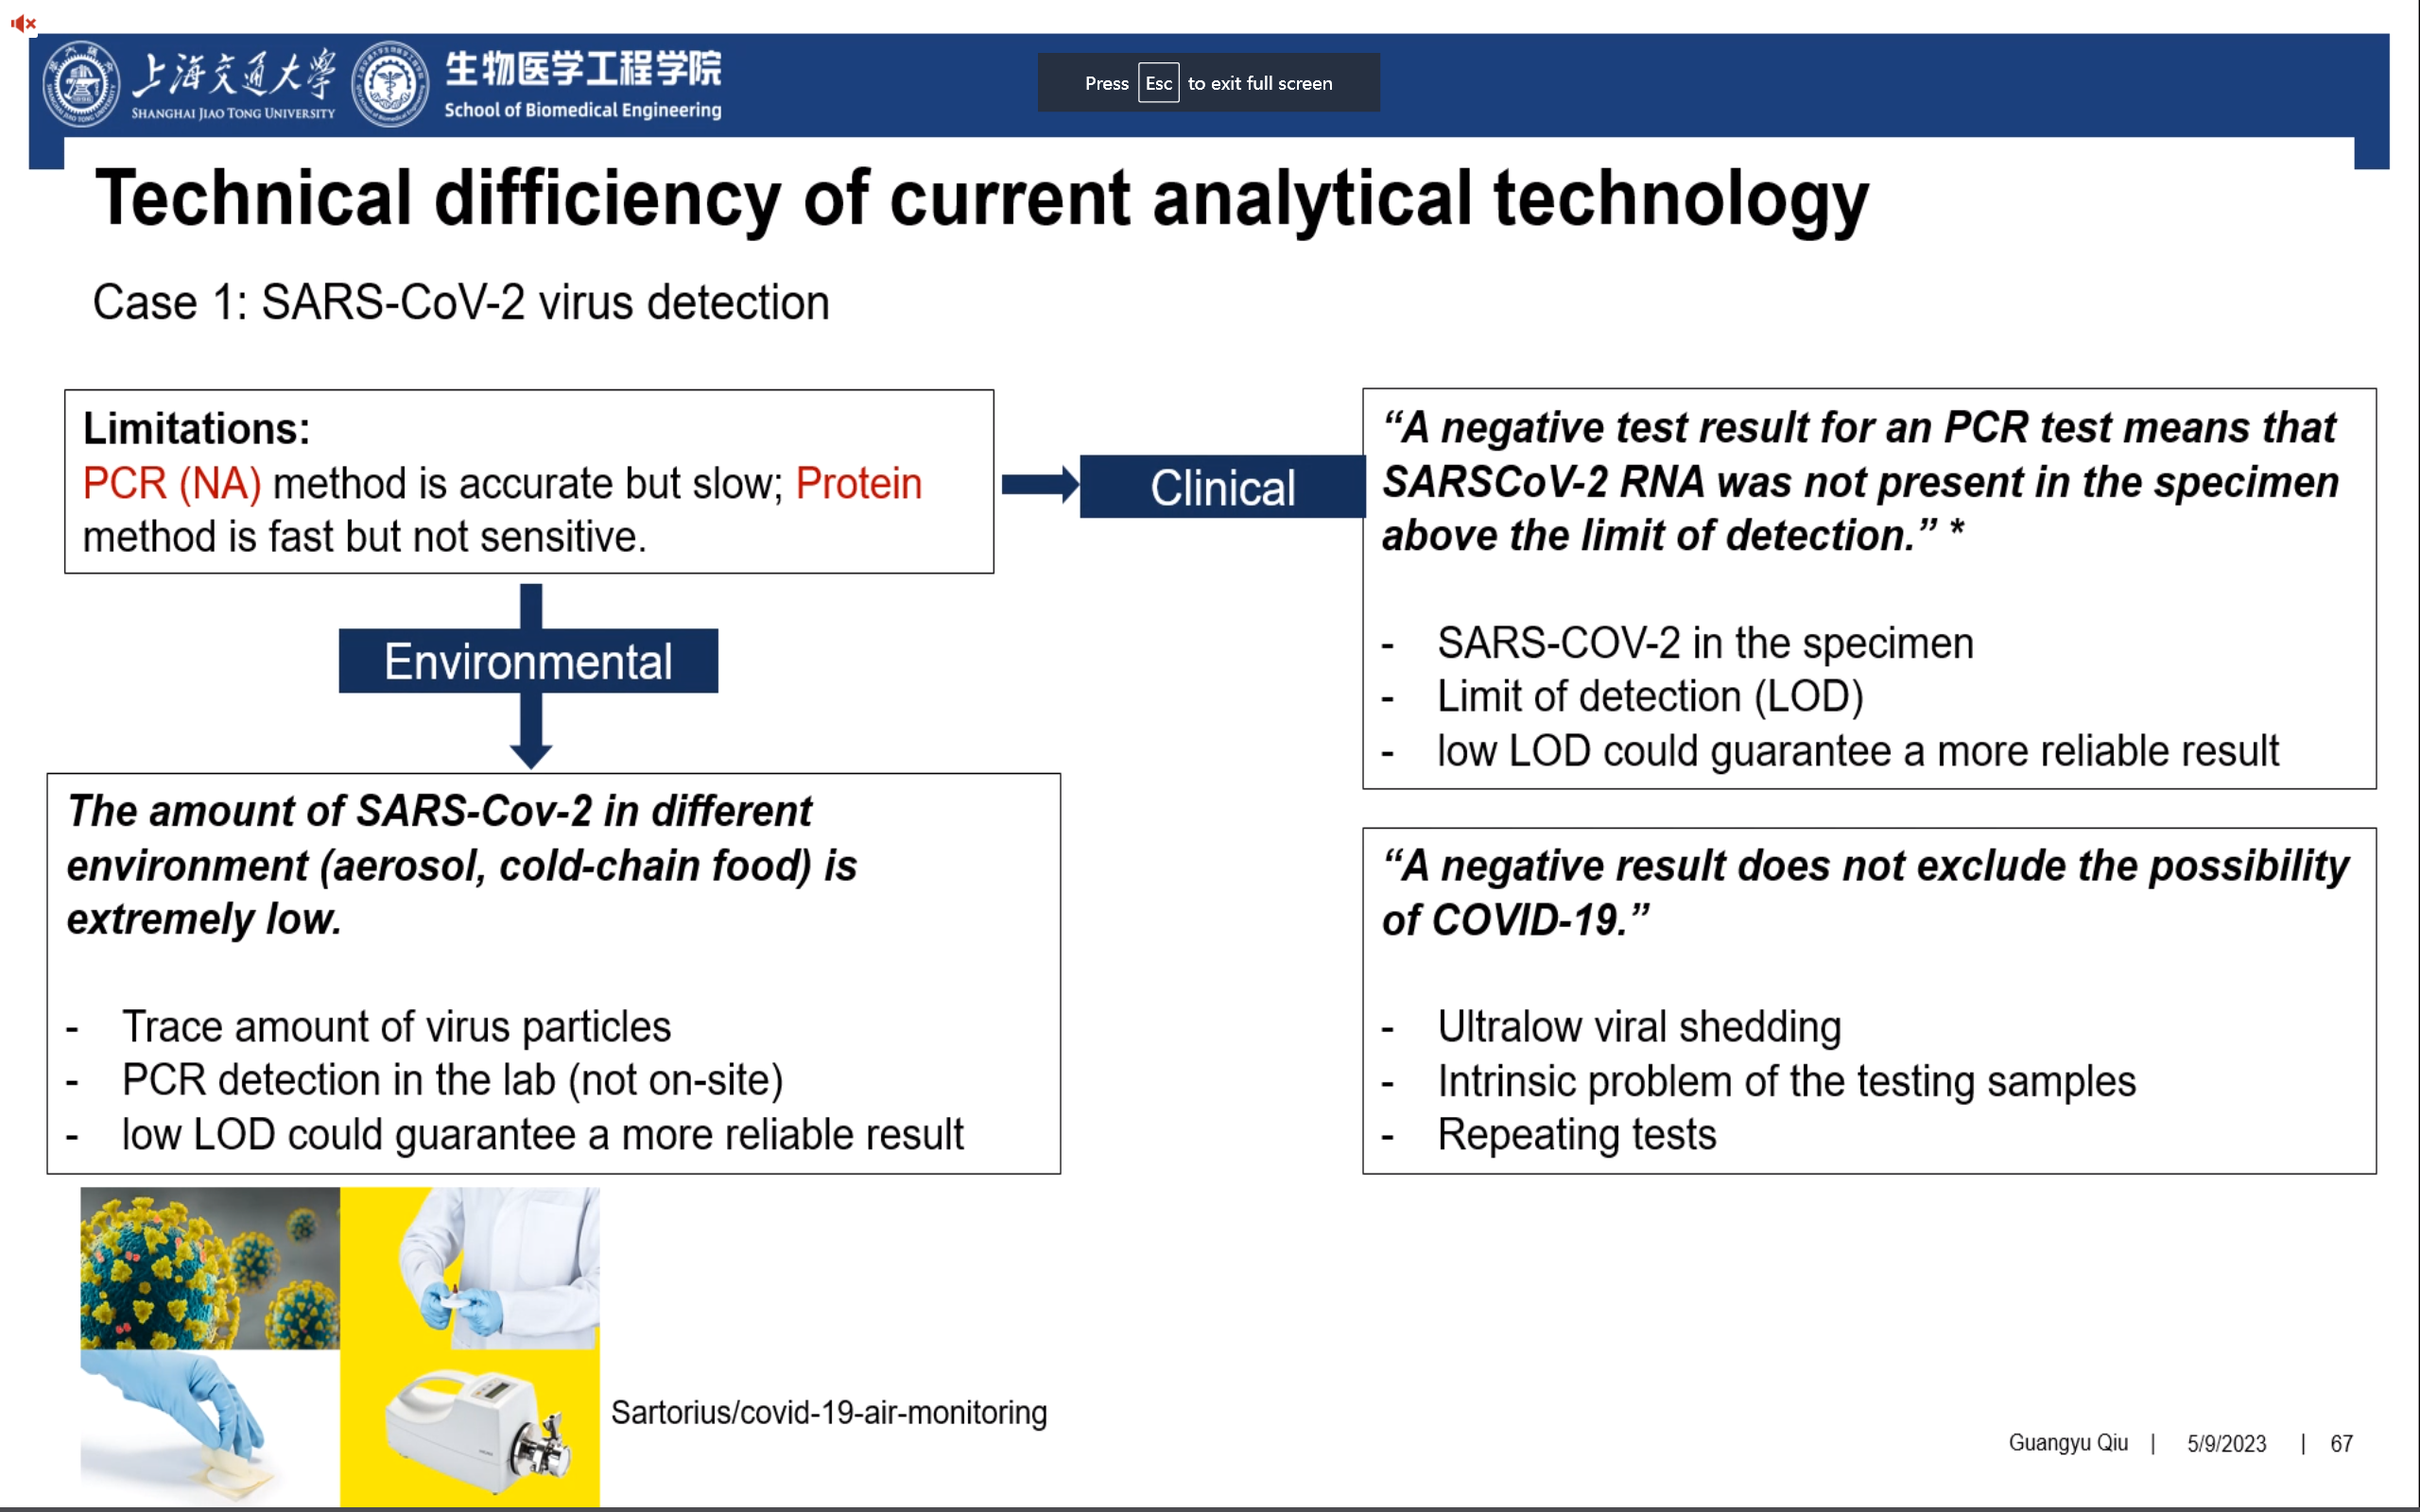 上海交通大学
SHANGHAI JIAO TONG UNIVERSITY
生物医学工程学院
School of Biomedical Engineering
Press Esc to exit full screen
Technical difficiency of current analytical technology
Case 1: SARS-CoV-2 virus detection
Limitations:
PCR (NA) method is accurate but slow; Protein
method is fast but not sensitive.
Clinical
“A negative test result for an PCR test means that
SARSCoV-2 RNA was not present in the specimen
above the limit of detection.” *
- SARS-COV-2 in the specimen
- Limit of detection (LOD)
- low LOD could guarantee a more reliable result
Environmental
The amount of SARS-Cov-2 in different
environment (aerosol, cold-chain food) is
extremely low.
- Trace amount of virus particles
- PCR detection in the lab (not on-site)
- low LOD could guarantee a more reliable result
“A negative result does not exclude the possibility
of COVID-19.”
- Ultralow viral shedding
- Intrinsic problem of the testing samples
- Repeating tests
Sartorius/covid-19-air-monitoring
Guangyu Qiu | 5/9/2023 | 67